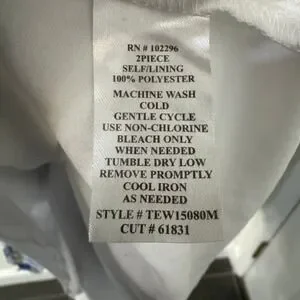 RN # 102296
2PIECE
SELF/LINING
100% POLYESTER
MACHINE WASH
COLD
GENTLE CYCLE
USE NON-CHLORINE
BLEACH ONLY
WHEN NEEDED
TUMBLE DRY LOW
REMOVE PROMPTLY
COOL IRON
AS NEEDED
STYLE # TEW15080M
CUT # 61831